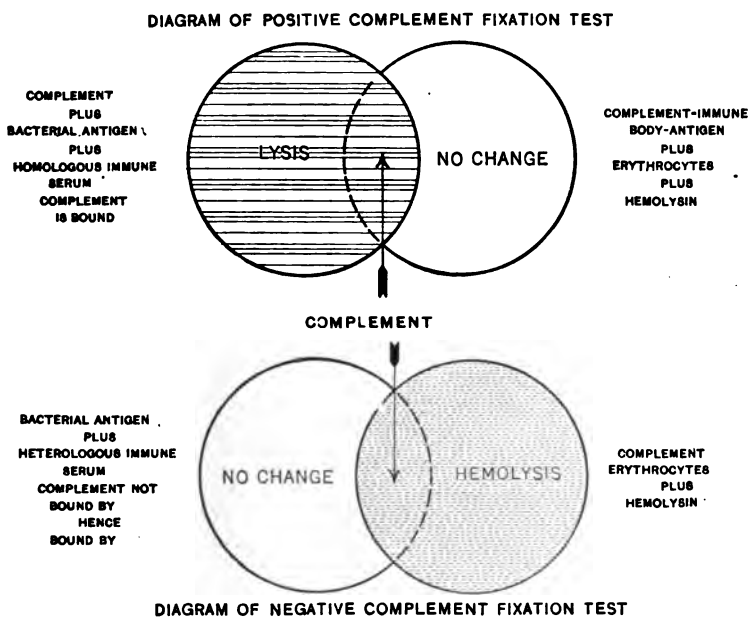 DIAGRAM OF POSITIVE COMPLEMENT FIXATION TEST
COMPLEMENT
PLUS
BACTERIAL ANTIGEN
PLUS
HOMOLOGOUS IMMUNE
SERUM
COMPLEMENT
IS BOUND
LYSIS
NO CHANGE
COMPLEMENT-IMMUNE
BODY-ANTIGEN
PLUS
ERYTHROCYTES
PLUS
HEMOLYSIN
COMPLEMENT
BACTERIAL ANTIGEN
PLUS
HETEROLOGOUS IMMUNE
SERUM
COMPLEMENT NOT
BOUND BY
HENCE
BOUND BY
NO CHANGE
HEMOLYSIS
COMPLEMENT
ERYTHROCYTES
PLUS
HEMOLYSIN
DIAGRAM OF NEGATIVE COMPLEMENT FIXATION TEST